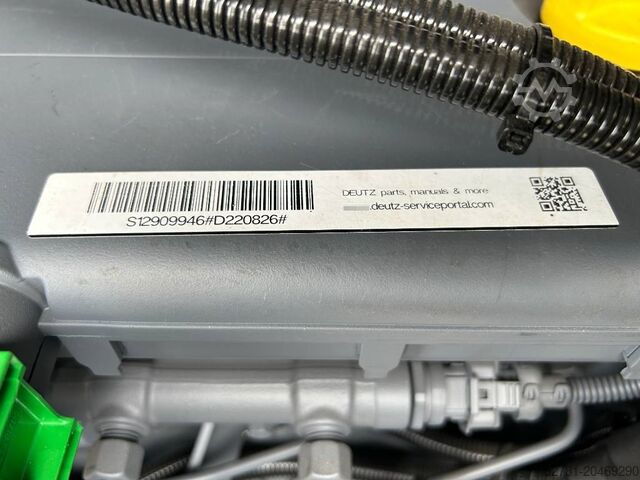 DEUTZ parts, manuals & more
.deutz-serviceportal.com
S12909946#D220826#